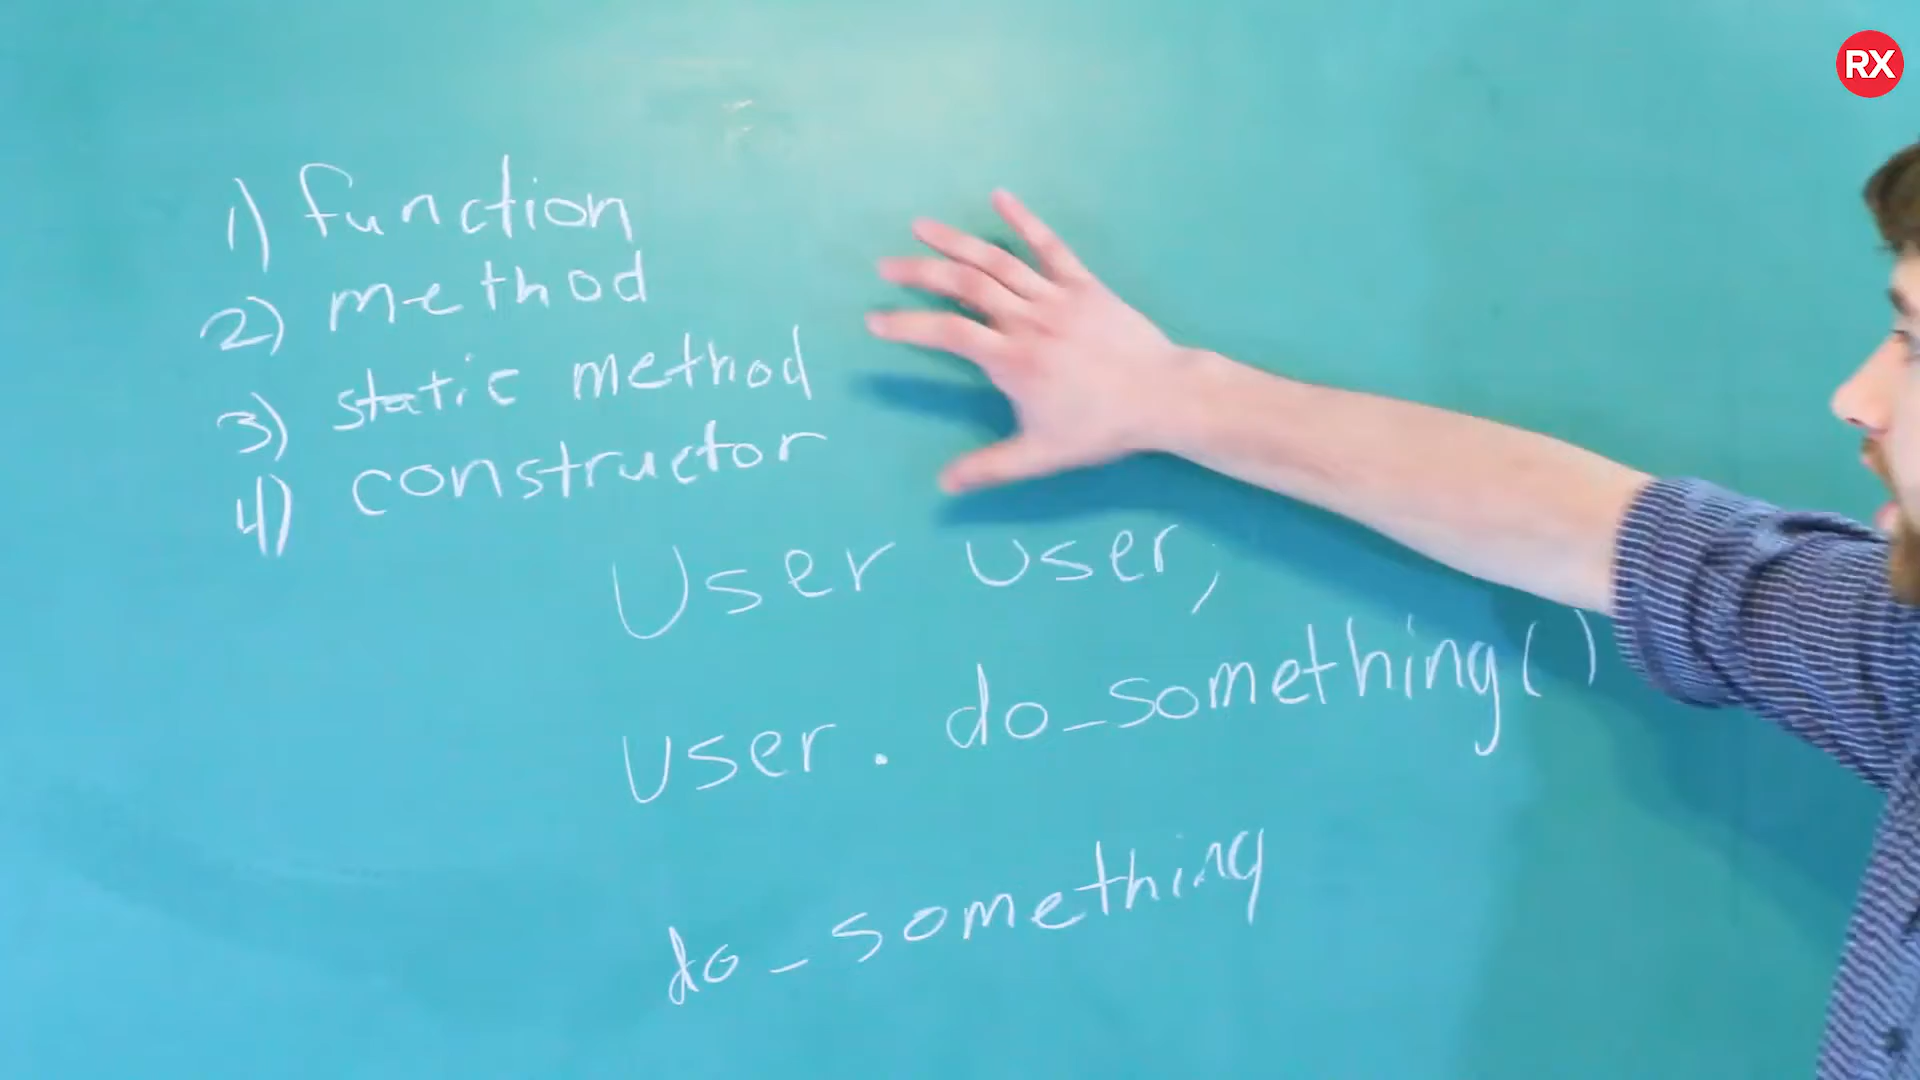 RX
1) function
2) method
3) static method
4) constructor
User user;
user. do_something()
do_something